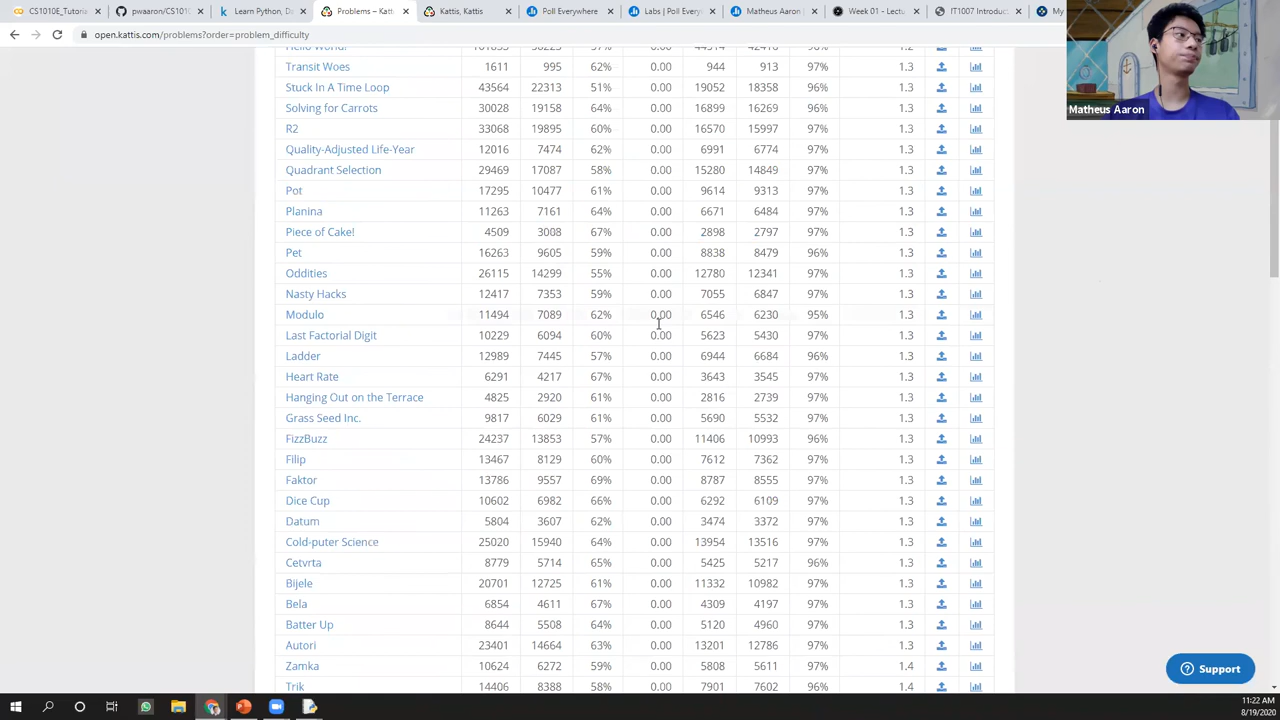 CS1010E_Tutoria
pwaaron/CS1010
Learn Python, Da
Problems – Kattis
Kattis, Kattis
Poll Everywhere
Labs | Poll Every
Matheus Aaron |
Week 01 – Lectu
IT1007 Introduc
My
open.kattis.com/problems?order=problem_difficulty
Matheus Aaron
Transit Woes 1611 995 62% 0.00 944 913 97% 1.3
Stuck In A Time Loop 43564 22313 51% 0.00 19052 18358 96% 1.3
Solving for Carrots 30028 19158 64% 0.00 16899 16269 96% 1.3
R2 33068 19895 60% 0.00 16570 15997 97% 1.3
Quality-Adjusted Life-Year 12016 7474 62% 0.00 6991 6774 97% 1.3
Quadrant Selection 29469 17087 58% 0.00 15280 14849 97% 1.3
Pot 17295 10477 61% 0.00 9614 9313 97% 1.3
Planina 11263 7161 64% 0.00 6671 6484 97% 1.3
Piece of Cake! 4509 3008 67% 0.00 2898 2797 97% 1.3
Pet 16263 9605 59% 0.00 8838 8479 96% 1.3
Oddities 26115 14299 55% 0.00 12780 12341 97% 1.3
Nasty Hacks 12417 7353 59% 0.00 7055 6847 97% 1.3
Modulo 11494 7089 62% 0.00 6546 6230 95% 1.3
Last Factorial Digit 10229 6094 60% 0.00 5623 5430 97% 1.3
Ladder 12989 7445 57% 0.00 6944 6684 96% 1.3
Heart Rate 6291 4217 67% 0.00 3643 3545 97% 1.3
Hanging Out on the Terrace 4825 2920 61% 0.00 2816 2739 97% 1.3
Grass Seed Inc. 9817 6029 61% 0.00 5690 5532 97% 1.3
FizzBuzz 24237 13853 57% 0.00 11406 10993 96% 1.3
Filip 13467 8129 60% 0.00 7612 7362 97% 1.3
Faktor 13786 9557 69% 0.00 8787 8555 97% 1.3
Dice Cup 10602 6982 66% 0.00 6292 6109 97% 1.3
Datum 5804 3607 62% 0.00 3474 3372 97% 1.3
Cold-puter Science 25020 15940 64% 0.00 13954 13516 97% 1.3
Cetvrta 8779 5714 65% 0.00 5425 5217 96% 1.3
Bijele 20701 12725 61% 0.00 11332 10982 97% 1.3
Bela 6854 4611 67% 0.00 4309 4197 97% 1.3
Batter Up 8644 5508 64% 0.00 5120 4960 97% 1.3
Autori 23401 14664 63% 0.00 13201 12786 97% 1.3
Zamka 10624 6272 59% 0.00 5808 5611 97% 1.4
Trik 14406 8388 58% 0.00 7901 7602 96% 1.4
Support
11:22 AM
8/19/2020